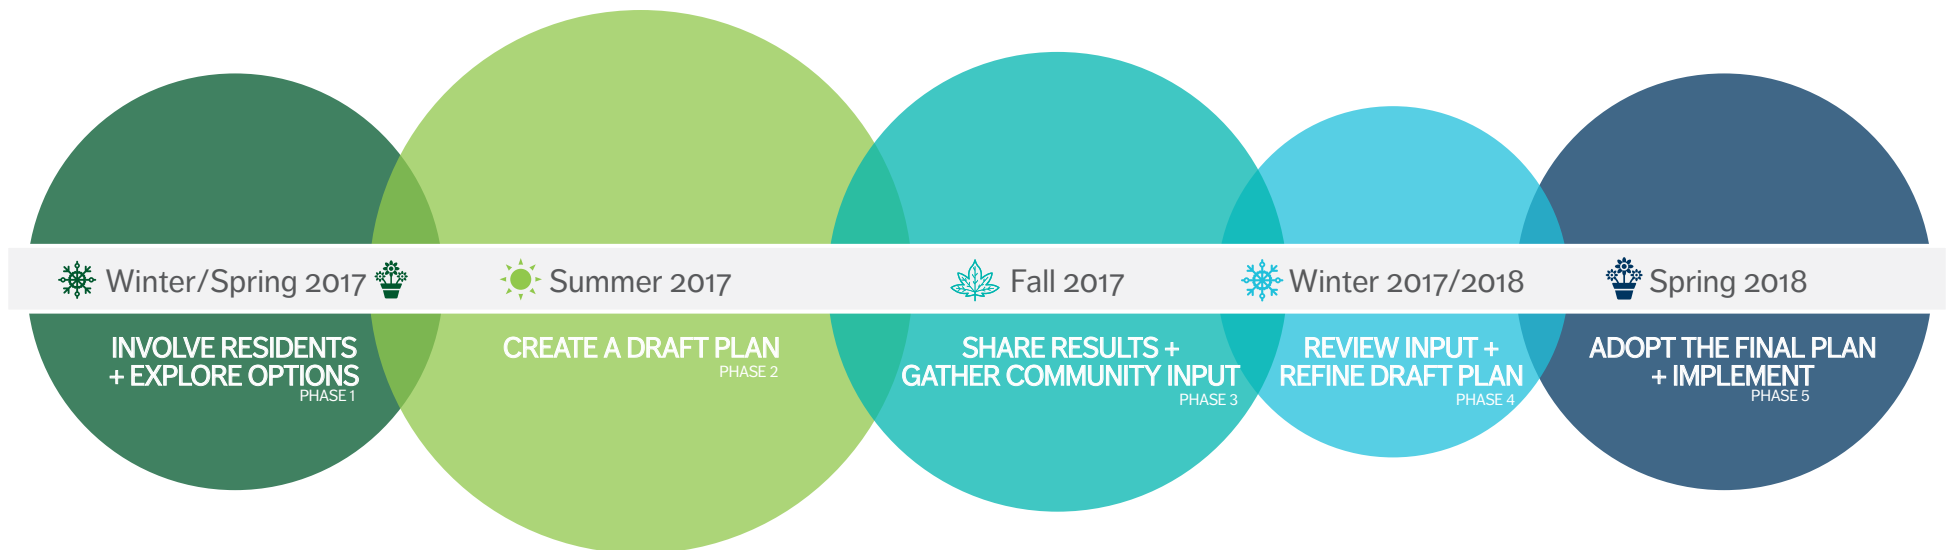 Winter/Spring 2017
INVOLVE RESIDENTS
+ EXPLORE OPTIONS
PHASE 1
Summer 2017
CREATE A DRAFT PLAN
PHASE 2
Fall 2017
SHARE RESULTS +
GATHER COMMUNITY INPUT
PHASE 3
Winter 2017/2018
REVIEW INPUT +
REFINE DRAFT PLAN
PHASE 4
Spring 2018
ADOPT THE FINAL PLAN
+ IMPLEMENT
PHASE 5